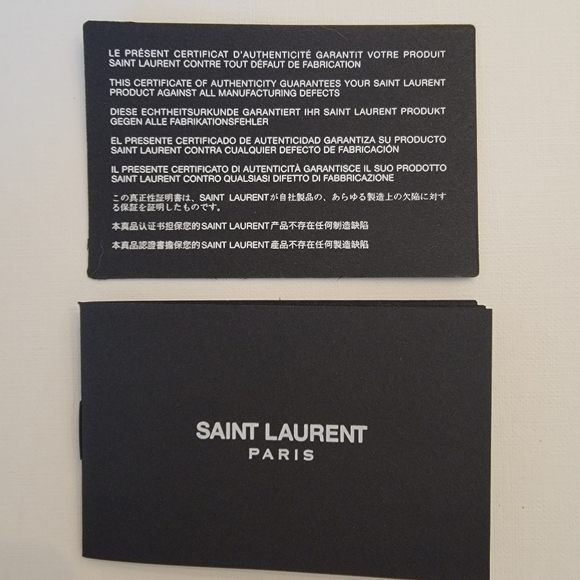 LE PRÉSENT CERTIFICAT D'AUTHENTICITÉ GARANTIT VOTRE PRODUIT
SAINT LAURENT CONTRE TOUT DÉFAUT DE FABRICATION
THIS CERTIFICATE OF AUTHENTICITY GUARANTEES YOUR SAINT LAURENT
PRODUCT AGAINST ALL MANUFACTURING DEFECTS
DIESE ECHTHEITSURKUNDE GARANTIERT IHR SAINT LAURENT PRODUKT
GEGEN ALLE FABRIKATIONSFEHLER
EL PRESENTE CERTIFICADO DE AUTENTICIDAD GARANTIZA SU PRODUCTO
SAINT LAURENT CONTRA CUALQUIER DEFECTO DE FABRICACIÓN
IL PRESENTE CERTIFICATO DI AUTENTICITÀ GARANTISCE IL SUO PRODOTTO
SAINT LAURENT CONTRO QUALSIASI DIFETTO DI FABBRICAZIONE
この真正性証明書は、SAINT LAURENTが自社製品の、あらゆる製造上の欠陥に対す
る保証を証明したものです。
本真品认证书担保您的SAINT LAURENT产品不存在任何制造缺陷
本真品認證書擔保您的SAINT LAURENT產品不存在任何製造缺陷
SAINT LAURENT
PARIS